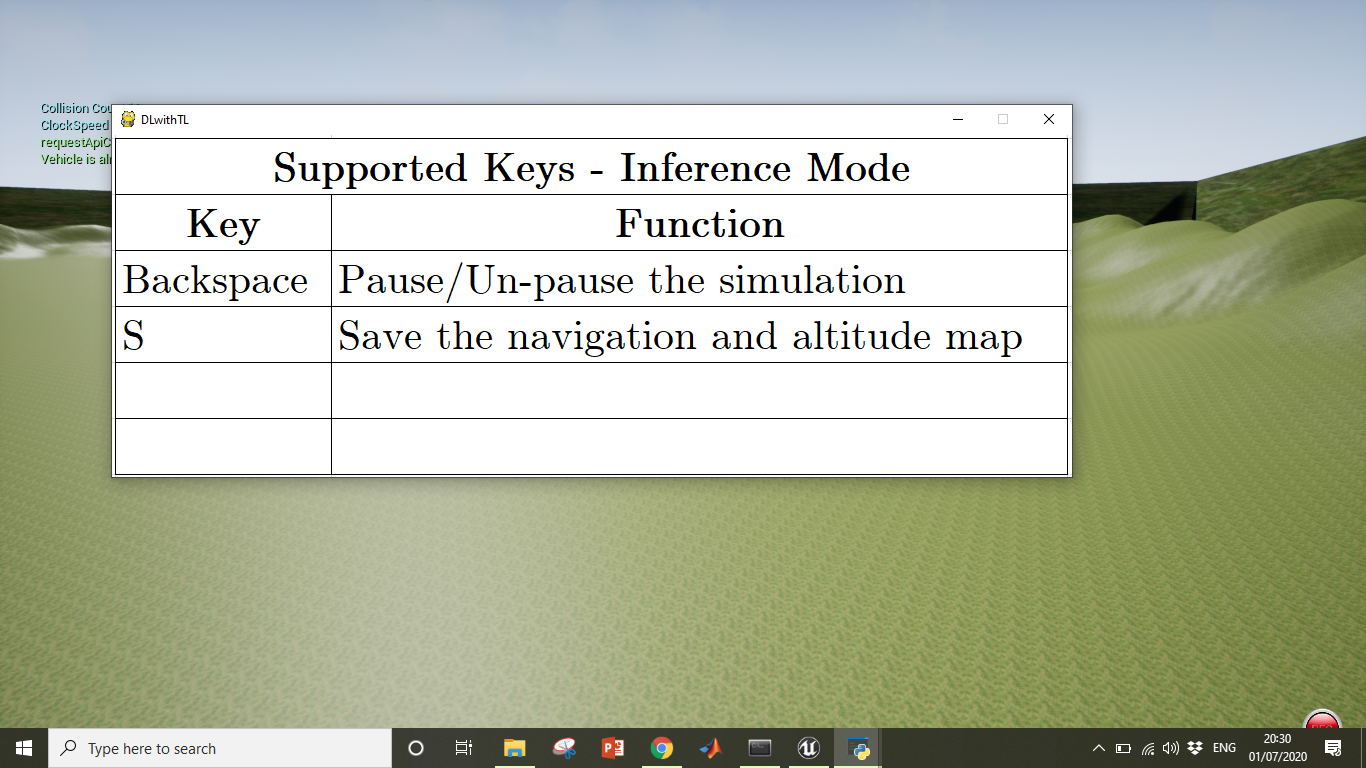 Collision Cou
ClockSpeed
requestApiC
Vehicle is alr
DLwithTL
Supported Keys - Inference Mode
Key Function
Backspace Pause/Un-pause the simulation
S Save the navigation and altitude map
Type here to search
ENG
20:30
01/07/2020